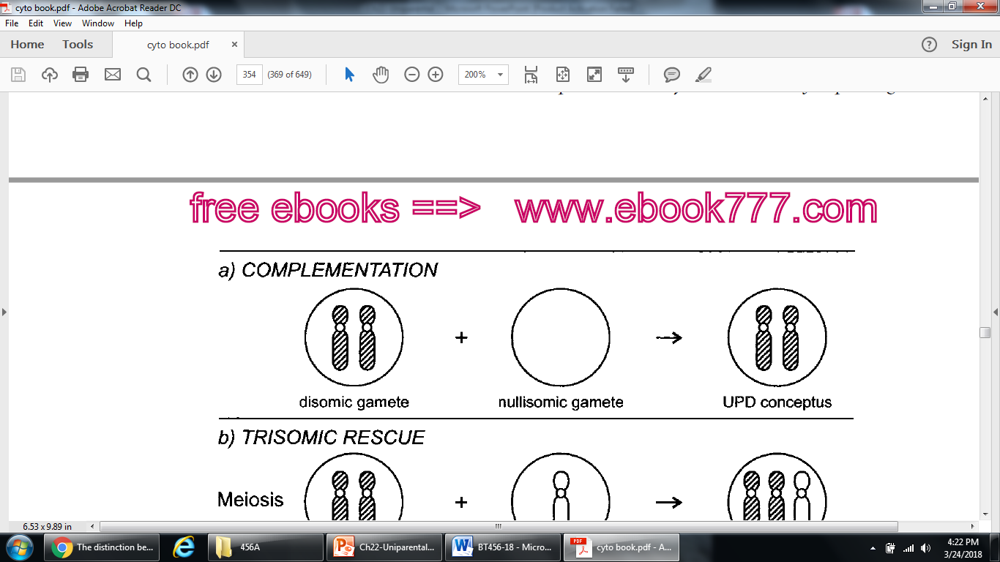 cyto book.pdf - Adobe Acrobat Reader DC
File Edit View Window Help
Home Tools cyto book.pdf × ? Sign In
354 (369 of 649) 200%
free ebooks ==> www.ebook777.com
a) COMPLEMENTATION
+
disomic gamete nullisomic gamete UPD conceptus
b) TRISOMIC RESCUE
Meiosis +
6.53 x 9.89 in
The distinction be... 456A Ch22-Uniparental... BT456-18 - Micro... cyto book.pdf - A...
4:22 PM
3/24/2018